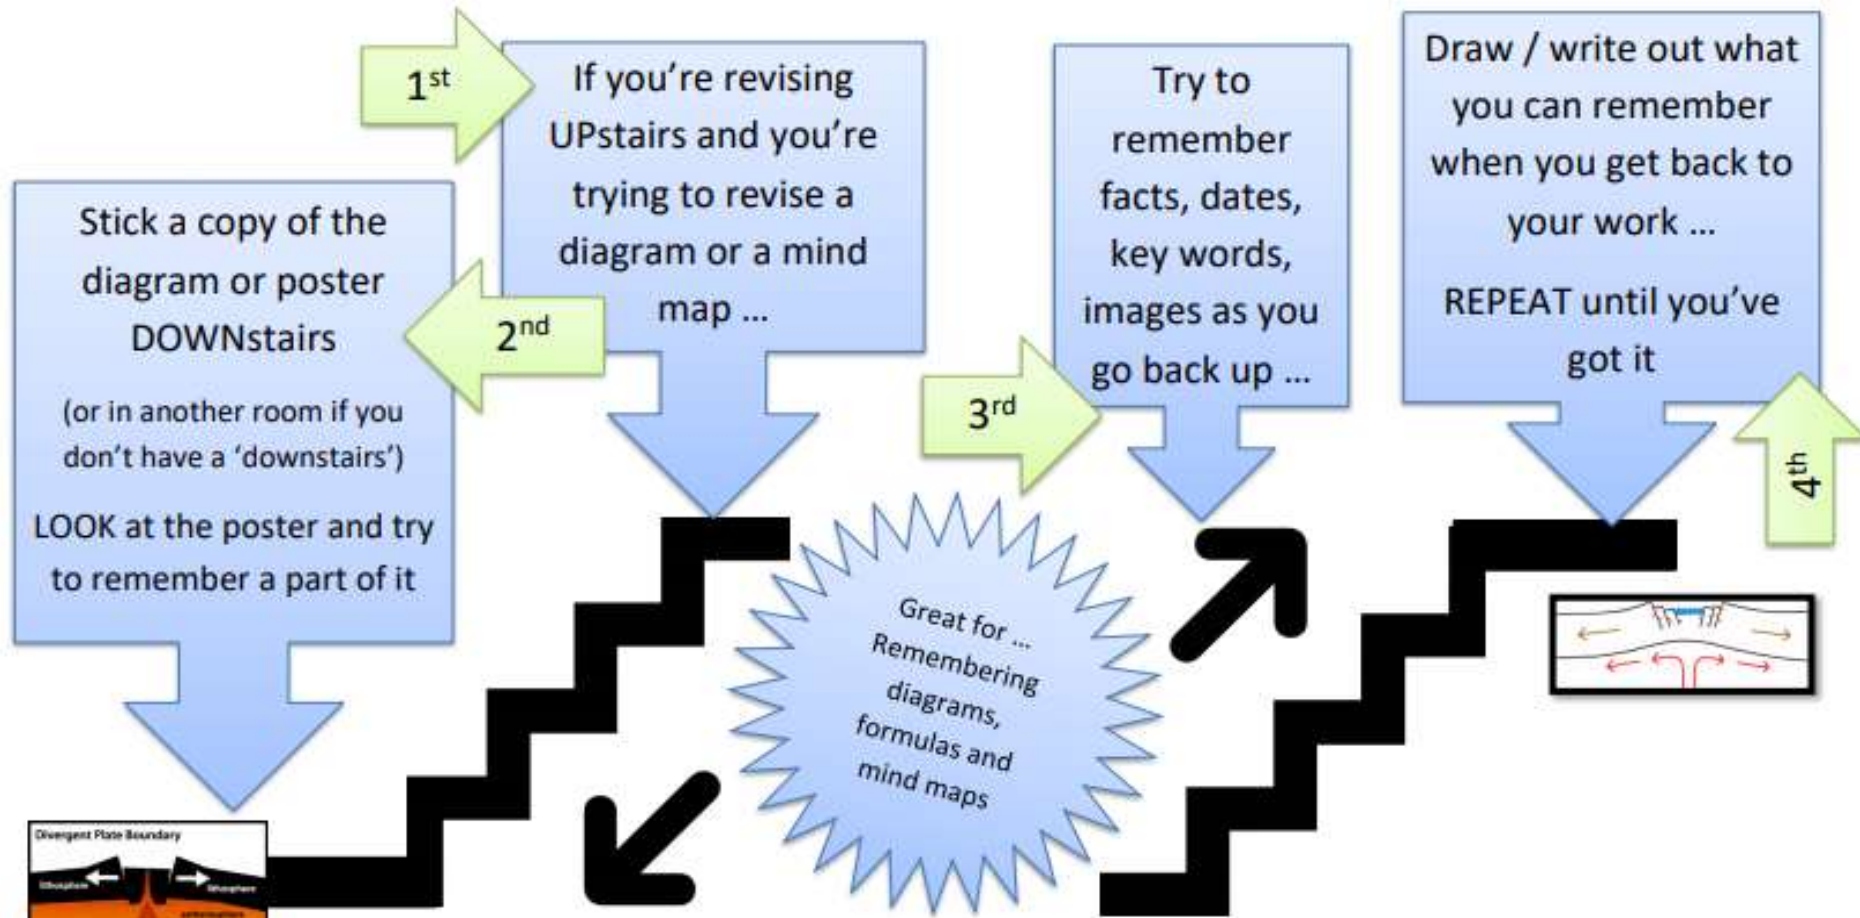 1st
If you're revising
UPstairs and you're
trying to revise a
diagram or a mind
map ...
2nd
Stick a copy of the
diagram or poster
DOWNstairs
(or in another room if you
don't have a 'downstairs')
LOOK at the poster and try
to remember a part of it
3rd
Try to
remember
facts, dates,
key words,
images as you
go back up ...
4th
Draw / write out what
you can remember
when you get back to
your work ...
REPEAT until you've
got it
Great for ...
Remembering
diagrams,
formulas and
mind maps
Divergent Plate Boundary
lithosphere
lithosphere